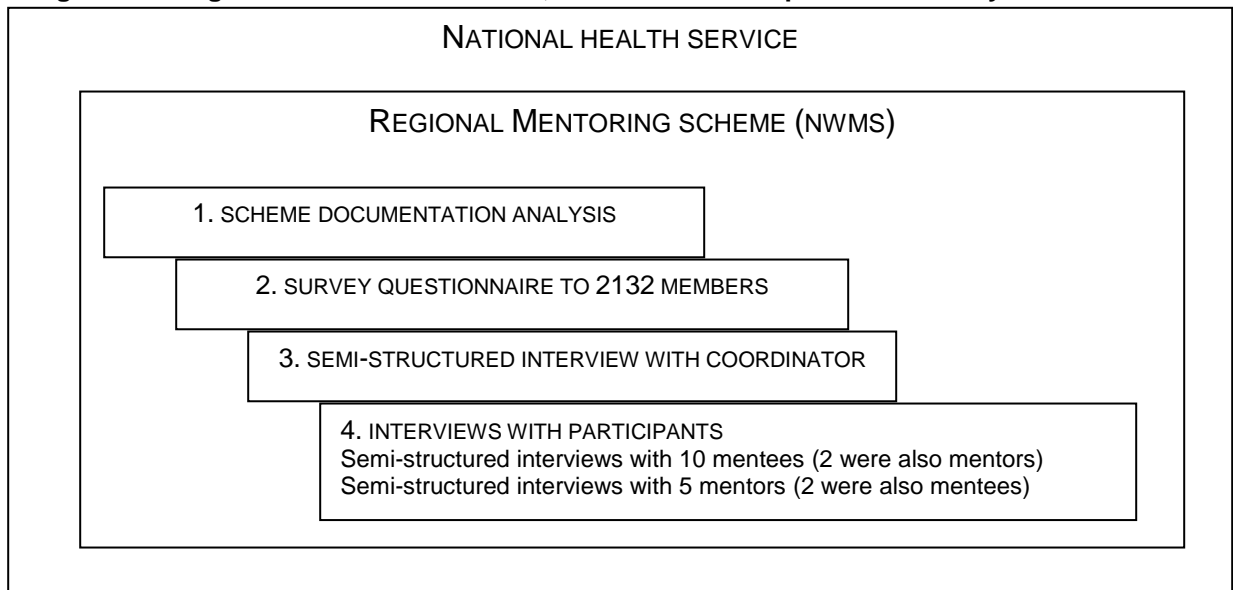 NATIONAL HEALTH SERVICE
REGIONAL MENTORING SCHEME (NWMS)
1. SCHEME DOCUMENTATION ANALYSIS
2. SURVEY QUESTIONNAIRE TO 2132 MEMBERS
3. SEMI-STRUCTURED INTERVIEW WITH COORDINATOR
4. INTERVIEWS WITH PARTICIPANTS
Semi-structured interviews with 10 mentees (2 were also mentors)
Semi-structured interviews with 5 mentors (2 were also mentees)